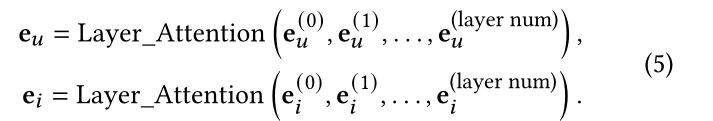 e_u = Layer_Attention (e_u^(0), e_u^(1), . . . , e_u^(layer num)),
e_i = Layer_Attention (e_i^(0), e_i^(1), . . . , e_i^(layer num)).
(5)